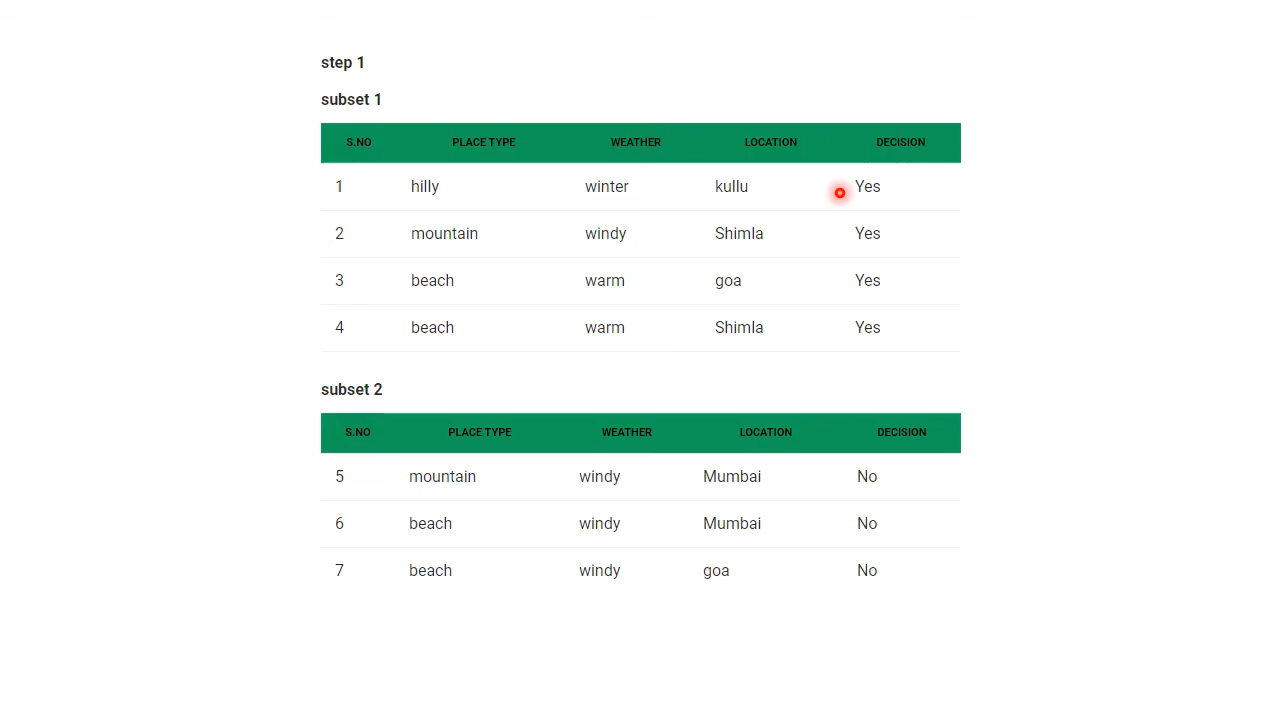 step 1
subset 1
S.NO PLACE TYPE WEATHER LOCATION DECISION
1 hilly winter kullu Yes
2 mountain windy Shimla Yes
3 beach warm goa Yes
4 beach warm Shimla Yes
subset 2
S.NO PLACE TYPE WEATHER LOCATION DECISION
5 mountain windy Mumbai No
6 beach windy Mumbai No
7 beach windy goa No